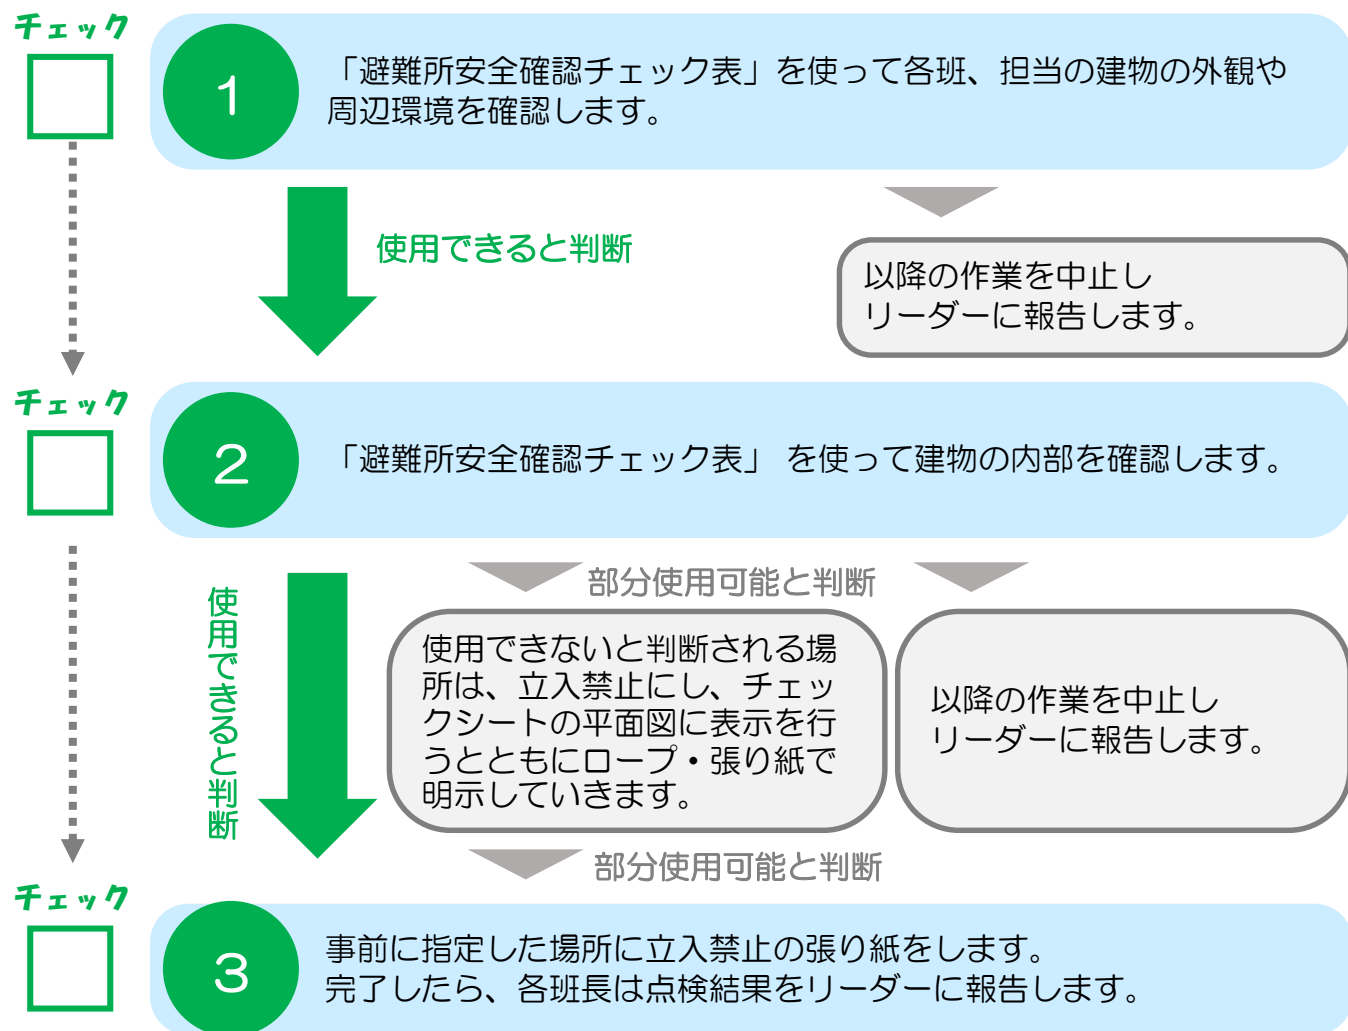 チェック
1
「避難所安全確認チェック表」を使って各班、担当の建物の外観や
周辺環境を確認します。
使用できると判断
以降の作業を中止し
リーダーに報告します。
チェック
2
「避難所安全確認チェック表」 を使って建物の内部を確認します。
使用できると判断
部分使用可能と判断
使用できないと判断される場
所は、立入禁止にし、チェッ
クシートの平面図に表示を行
うとともにロープ・張り紙で
明示していきます。
以降の作業を中止し
リーダーに報告します。
部分使用可能と判断
チェック
3
事前に指定した場所に立入禁止の張り紙をします。
完了したら、各班長は点検結果をリーダーに報告します。